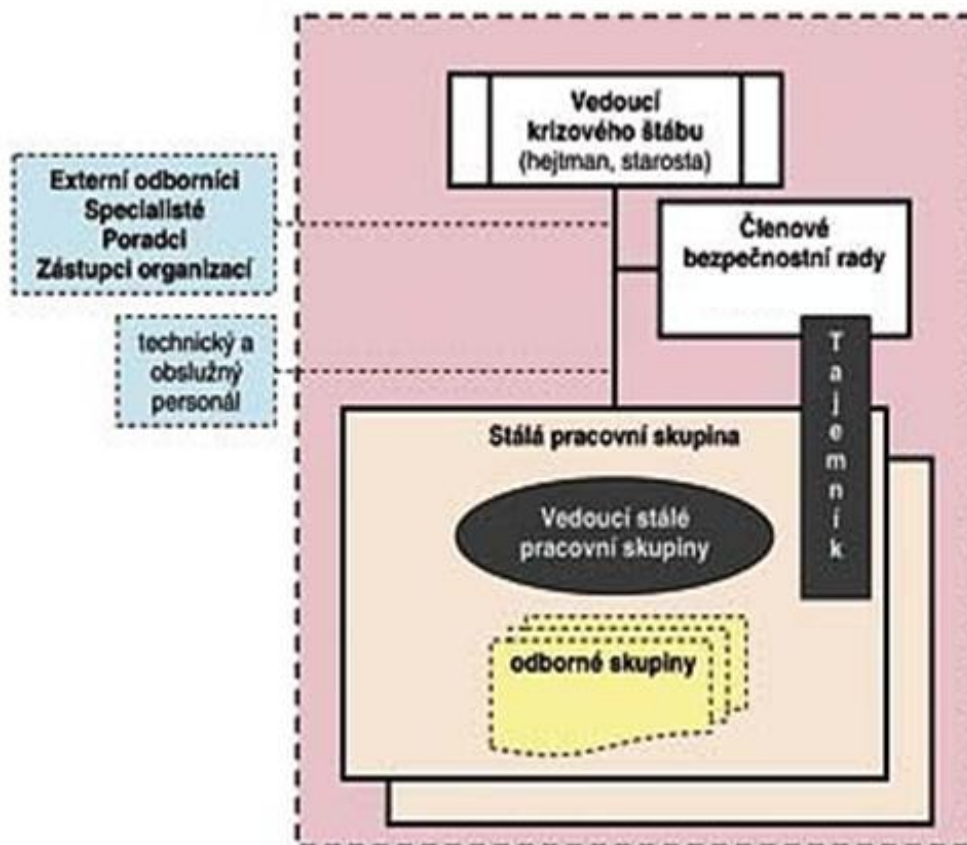 Vedoucí
krizového štábu
(hejtman, starosta)
Externí odborníci
Specialisté
Poradci
Zástupci organizací
Členové
bezpečnostní rady
technický a
obslužný
personál
Tajemník
Stálá pracovní skupina
Vedoucí stálé
pracovní skupiny
odborné skupiny